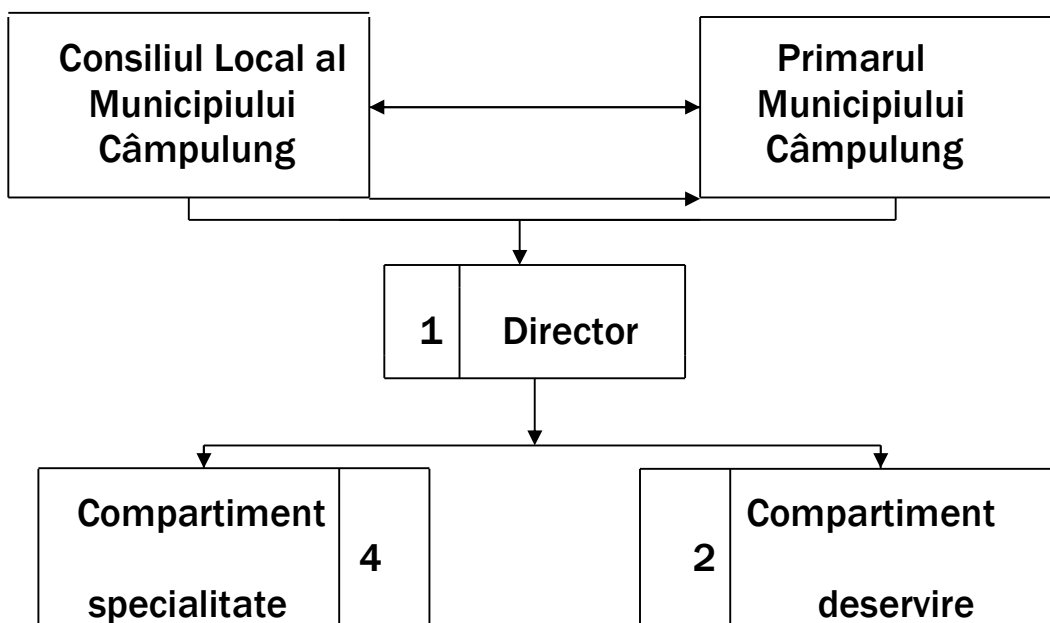 Consiliul Local al
Municipiului
Câmpulung
Primarul
Municipiului
Câmpulung
1
Director
Compartiment
specialitate
4
2
Compartiment
deservire